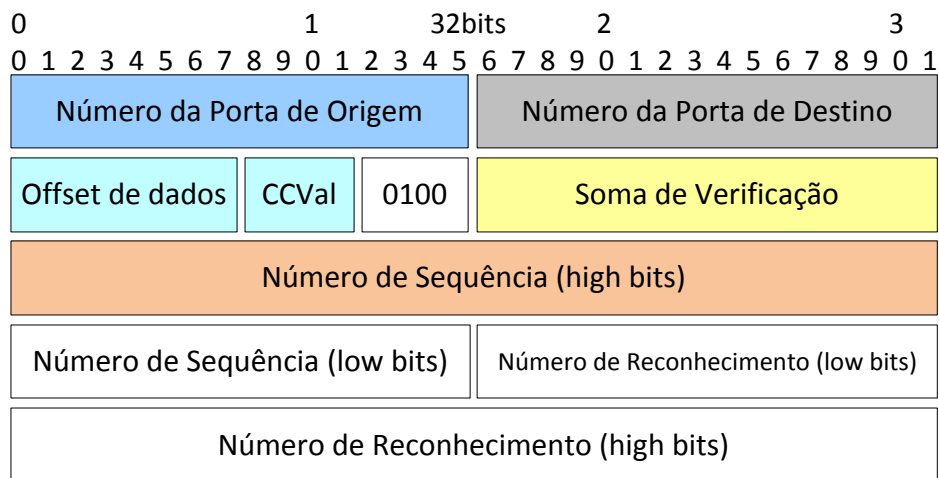 0 1 32bits 2 3
0 1 2 3 4 5 6 7 8 9 0 1 2 3 4 5 6 7 8 9 0 1 2 3 4 5 6 7 8 9 0 1
Número da Porta de Origem Número da Porta de Destino
Offset de dados CCVal 0100 Soma de Verificação
Número de Sequência (high bits)
Número de Sequência (low bits) Número de Reconhecimento (low bits)
Número de Reconhecimento (high bits)